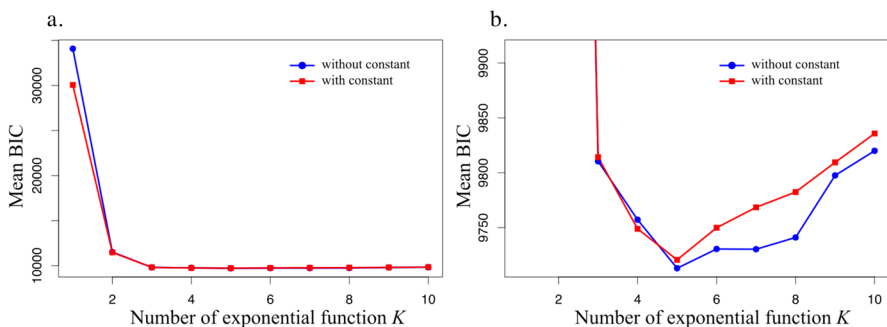 a.
Mean BIC
30000
20000
10000
without constant
with constant
2
4
6
8
10
Number of exponential function K
b.
Mean BIC
9900
9850
9800
9750
without constant
with constant
2
4
6
8
10
Number of exponential function K